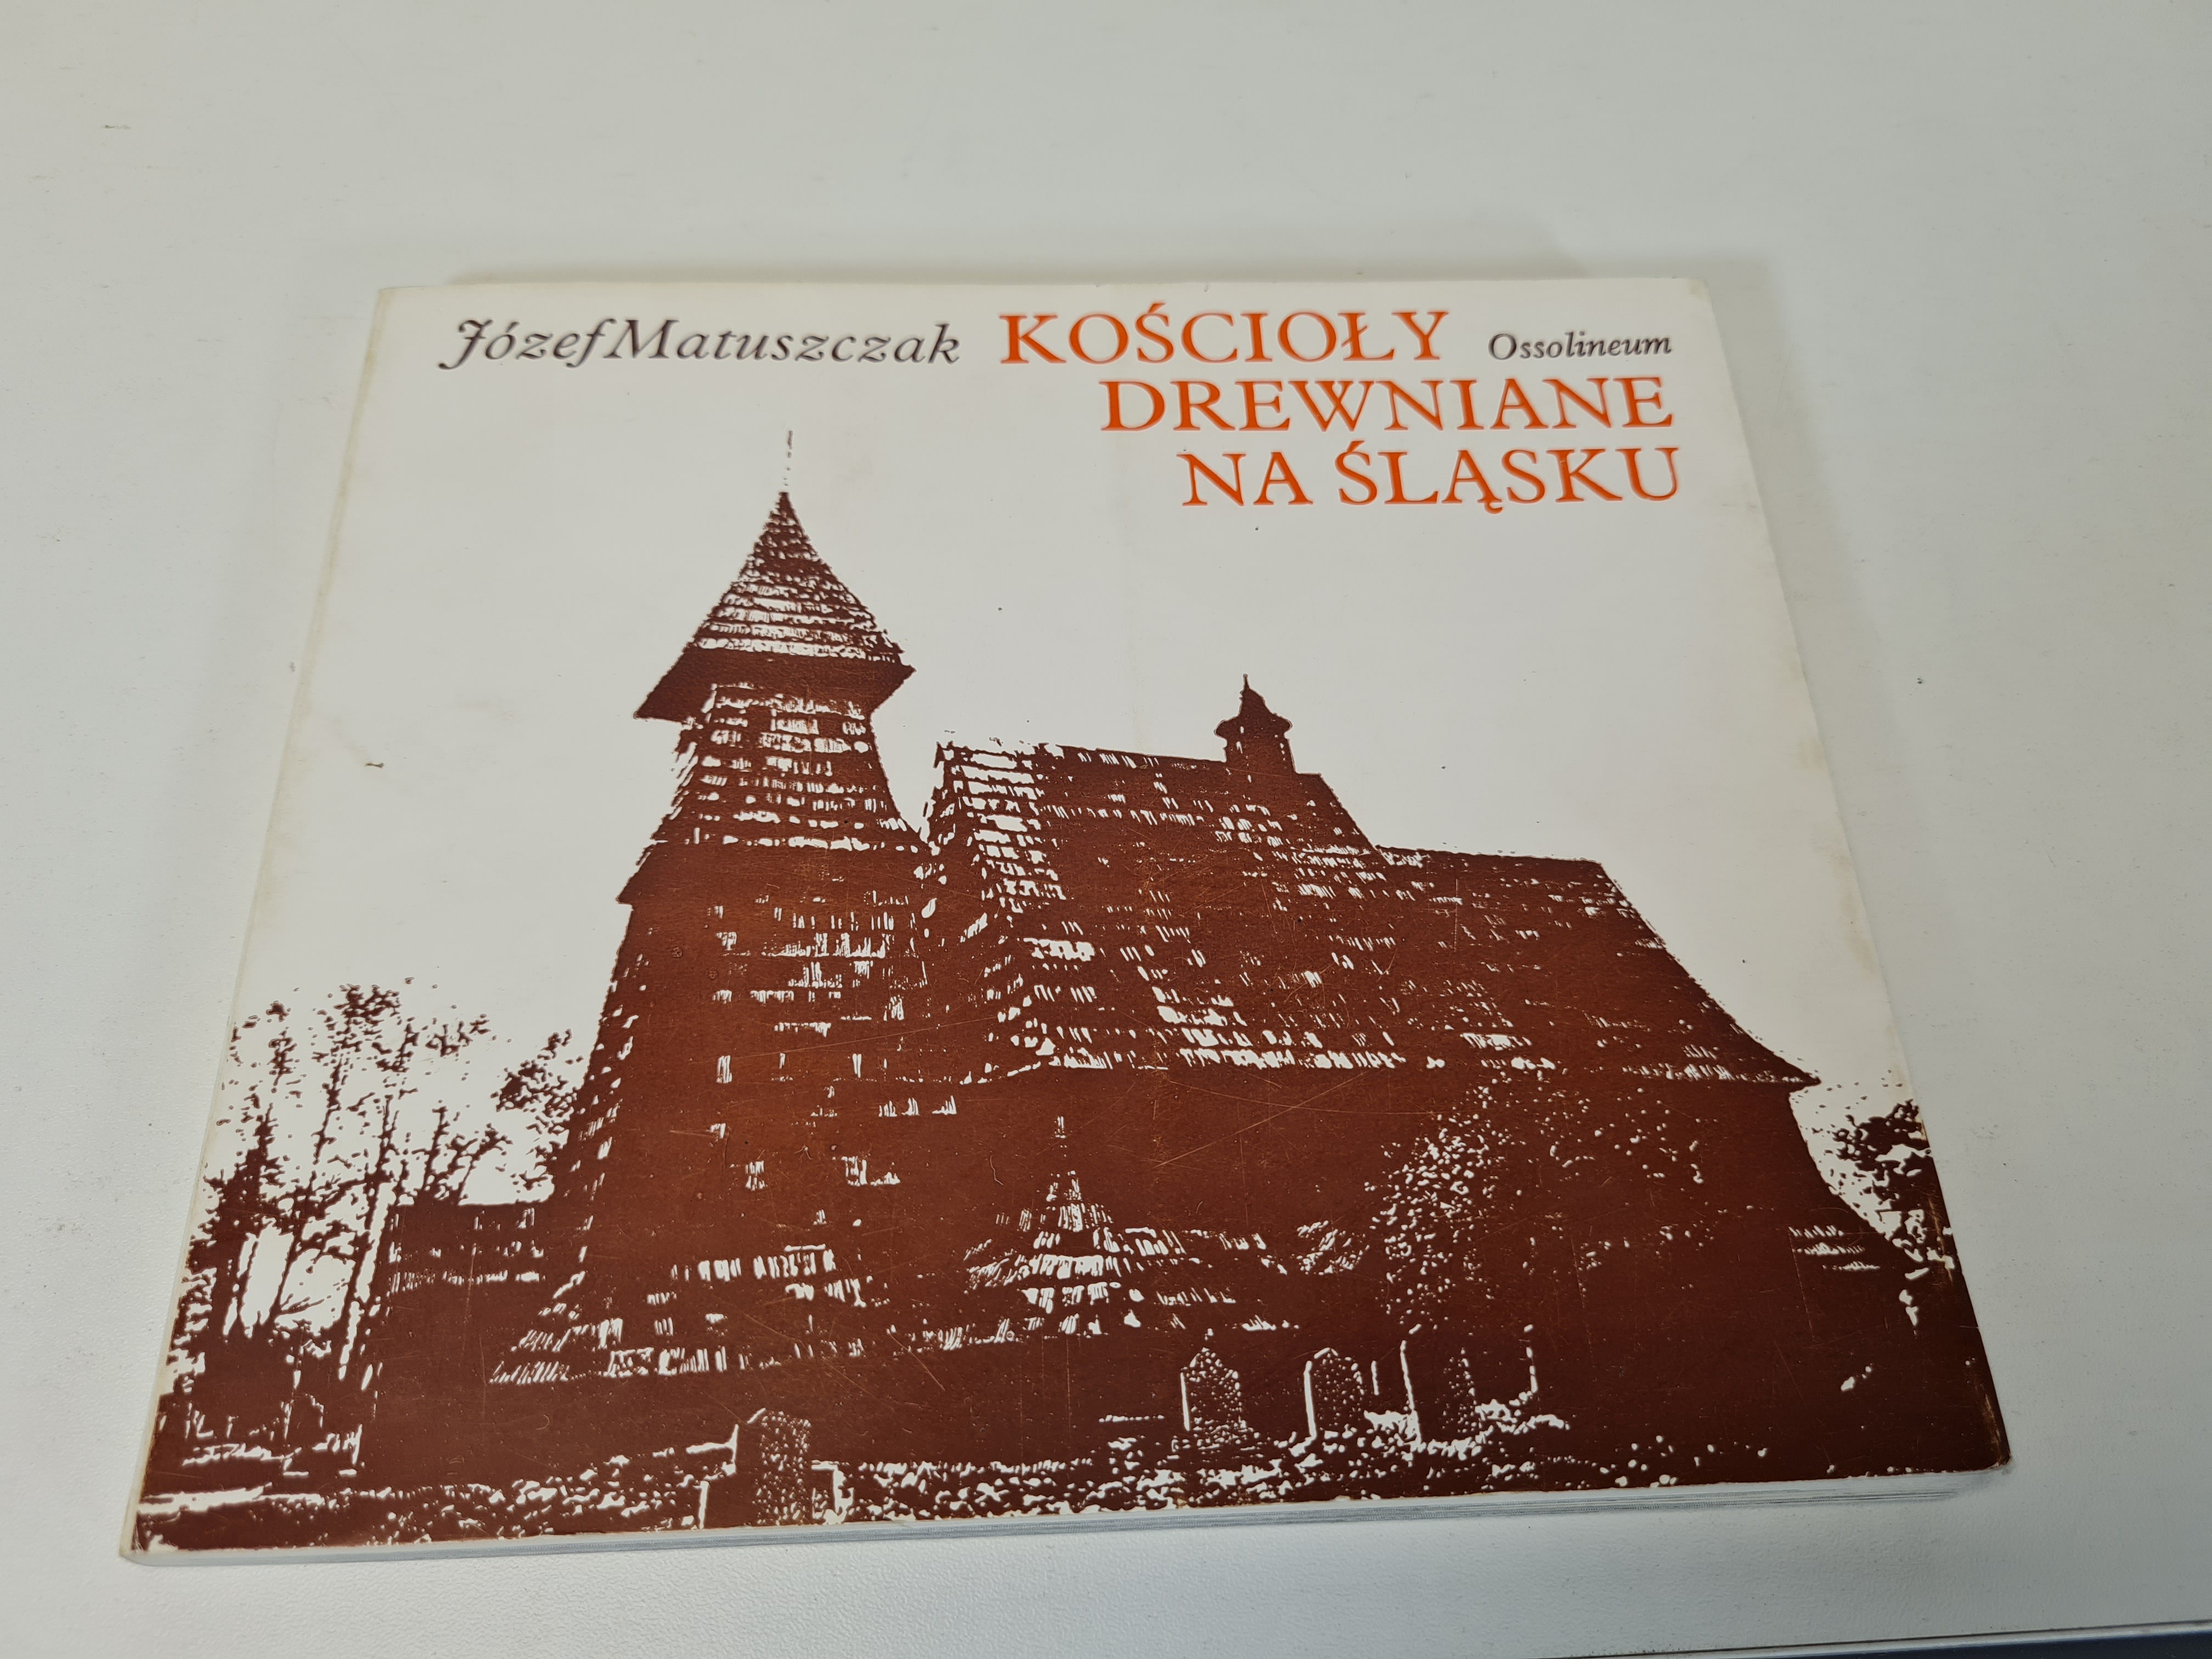 Józef Matuszczak KOŚCIOŁY Ossolineum
DREWNIANE
NA ŚLĄSKU